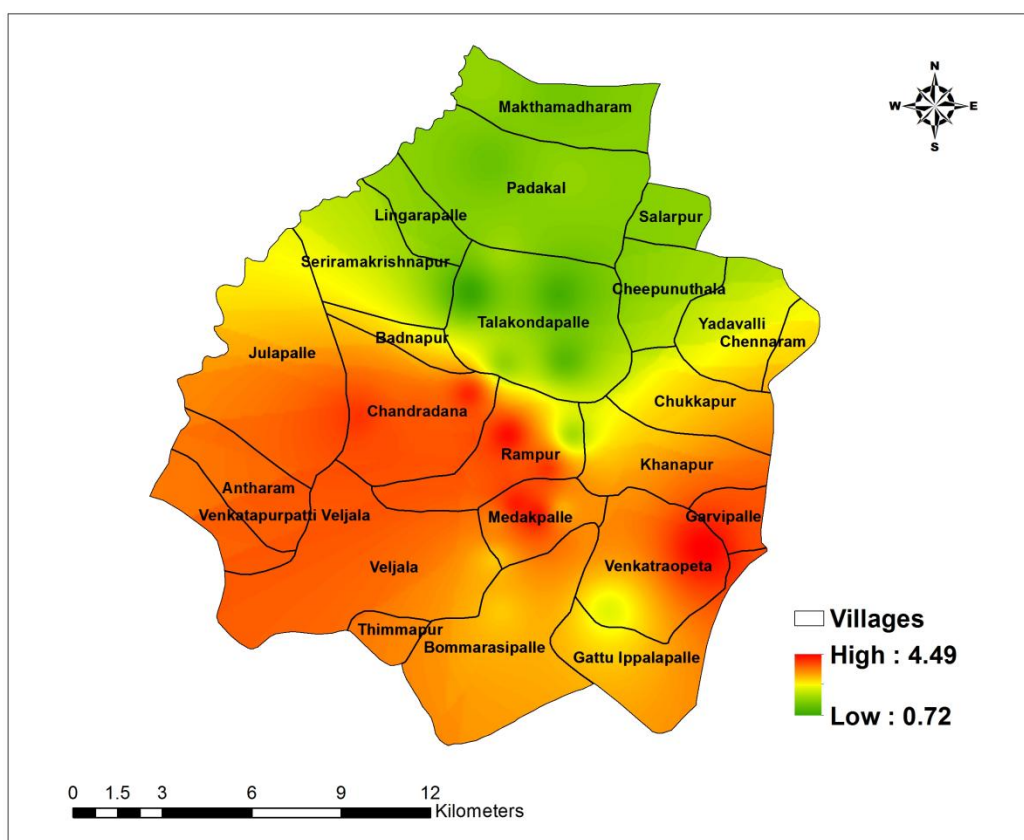 N
W E
S
Makthamadharam
Padakal
Salarpur
Lingarapalle
Seriramakrishnapur
Cheepunuthala
Talakondapalle
Yadavalli
Chennaram
Badnapur
Julapalle
Chandradana
Chukkapur
Rampur
Khanapur
Antharam
Venkatapurpatti Veljala
Medakpalle
Garvipalle
Veljala
Venkatraopeta
Thimmapur
Bommarasipalle
Gattu Ippalapalle
Villages
High : 4.49
Low : 0.72
0 1.5 3 6 9 12
Kilometers